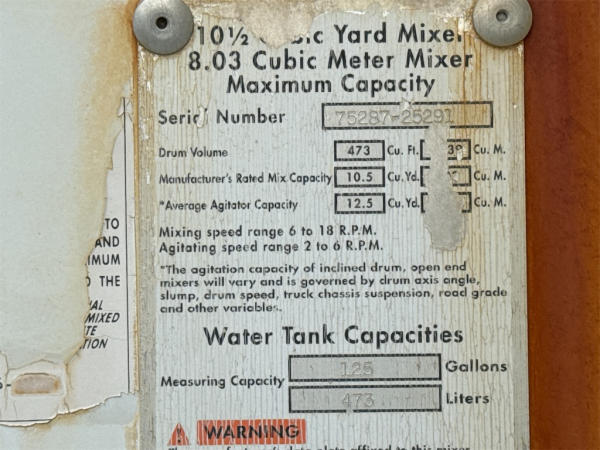 10½ Yard Mixer
8.03 Cubic Meter Mixer
Maximum Capacity
Serial Number 75287-25291
Drum Volume 473 Cu. Ft. Cu. M.
Manufacturer's Rated Mix Capacity 10.5 Cu. Yd. Cu. M.
*Average Agitator Capacity 12.5 Cu. Yd. Cu. M.
Mixing speed range 6 to 18 R.P.M.
Agitating speed range 2 to 6 R.P.M.
*The agitation capacity of inclined drum, open end
mixers will vary and is governed by drum axis angle,
slump, drum speed, truck chassis suspension, road grade
and other variables.
Water Tank Capacities
Measuring Capacity 125 Gallons
473 Liters
WARNING
TO
AND
THE
MIXED